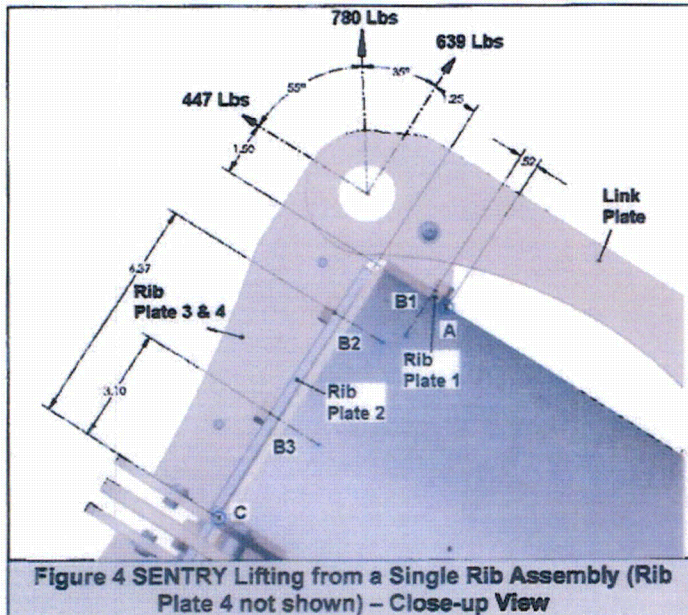 780 Lbs
639 Lbs
35°
55°
.25
447 Lbs
1.50
.52
Link
Plate
Rib
Plate 3 & 4
B1
A
B2
Rib
Plate 1
3.10
Rib
Plate 2
B3
C
Figure 4 SENTRY Lifting from a Single Rib Assembly (Rib
Plate 4 not shown) – Close-up View